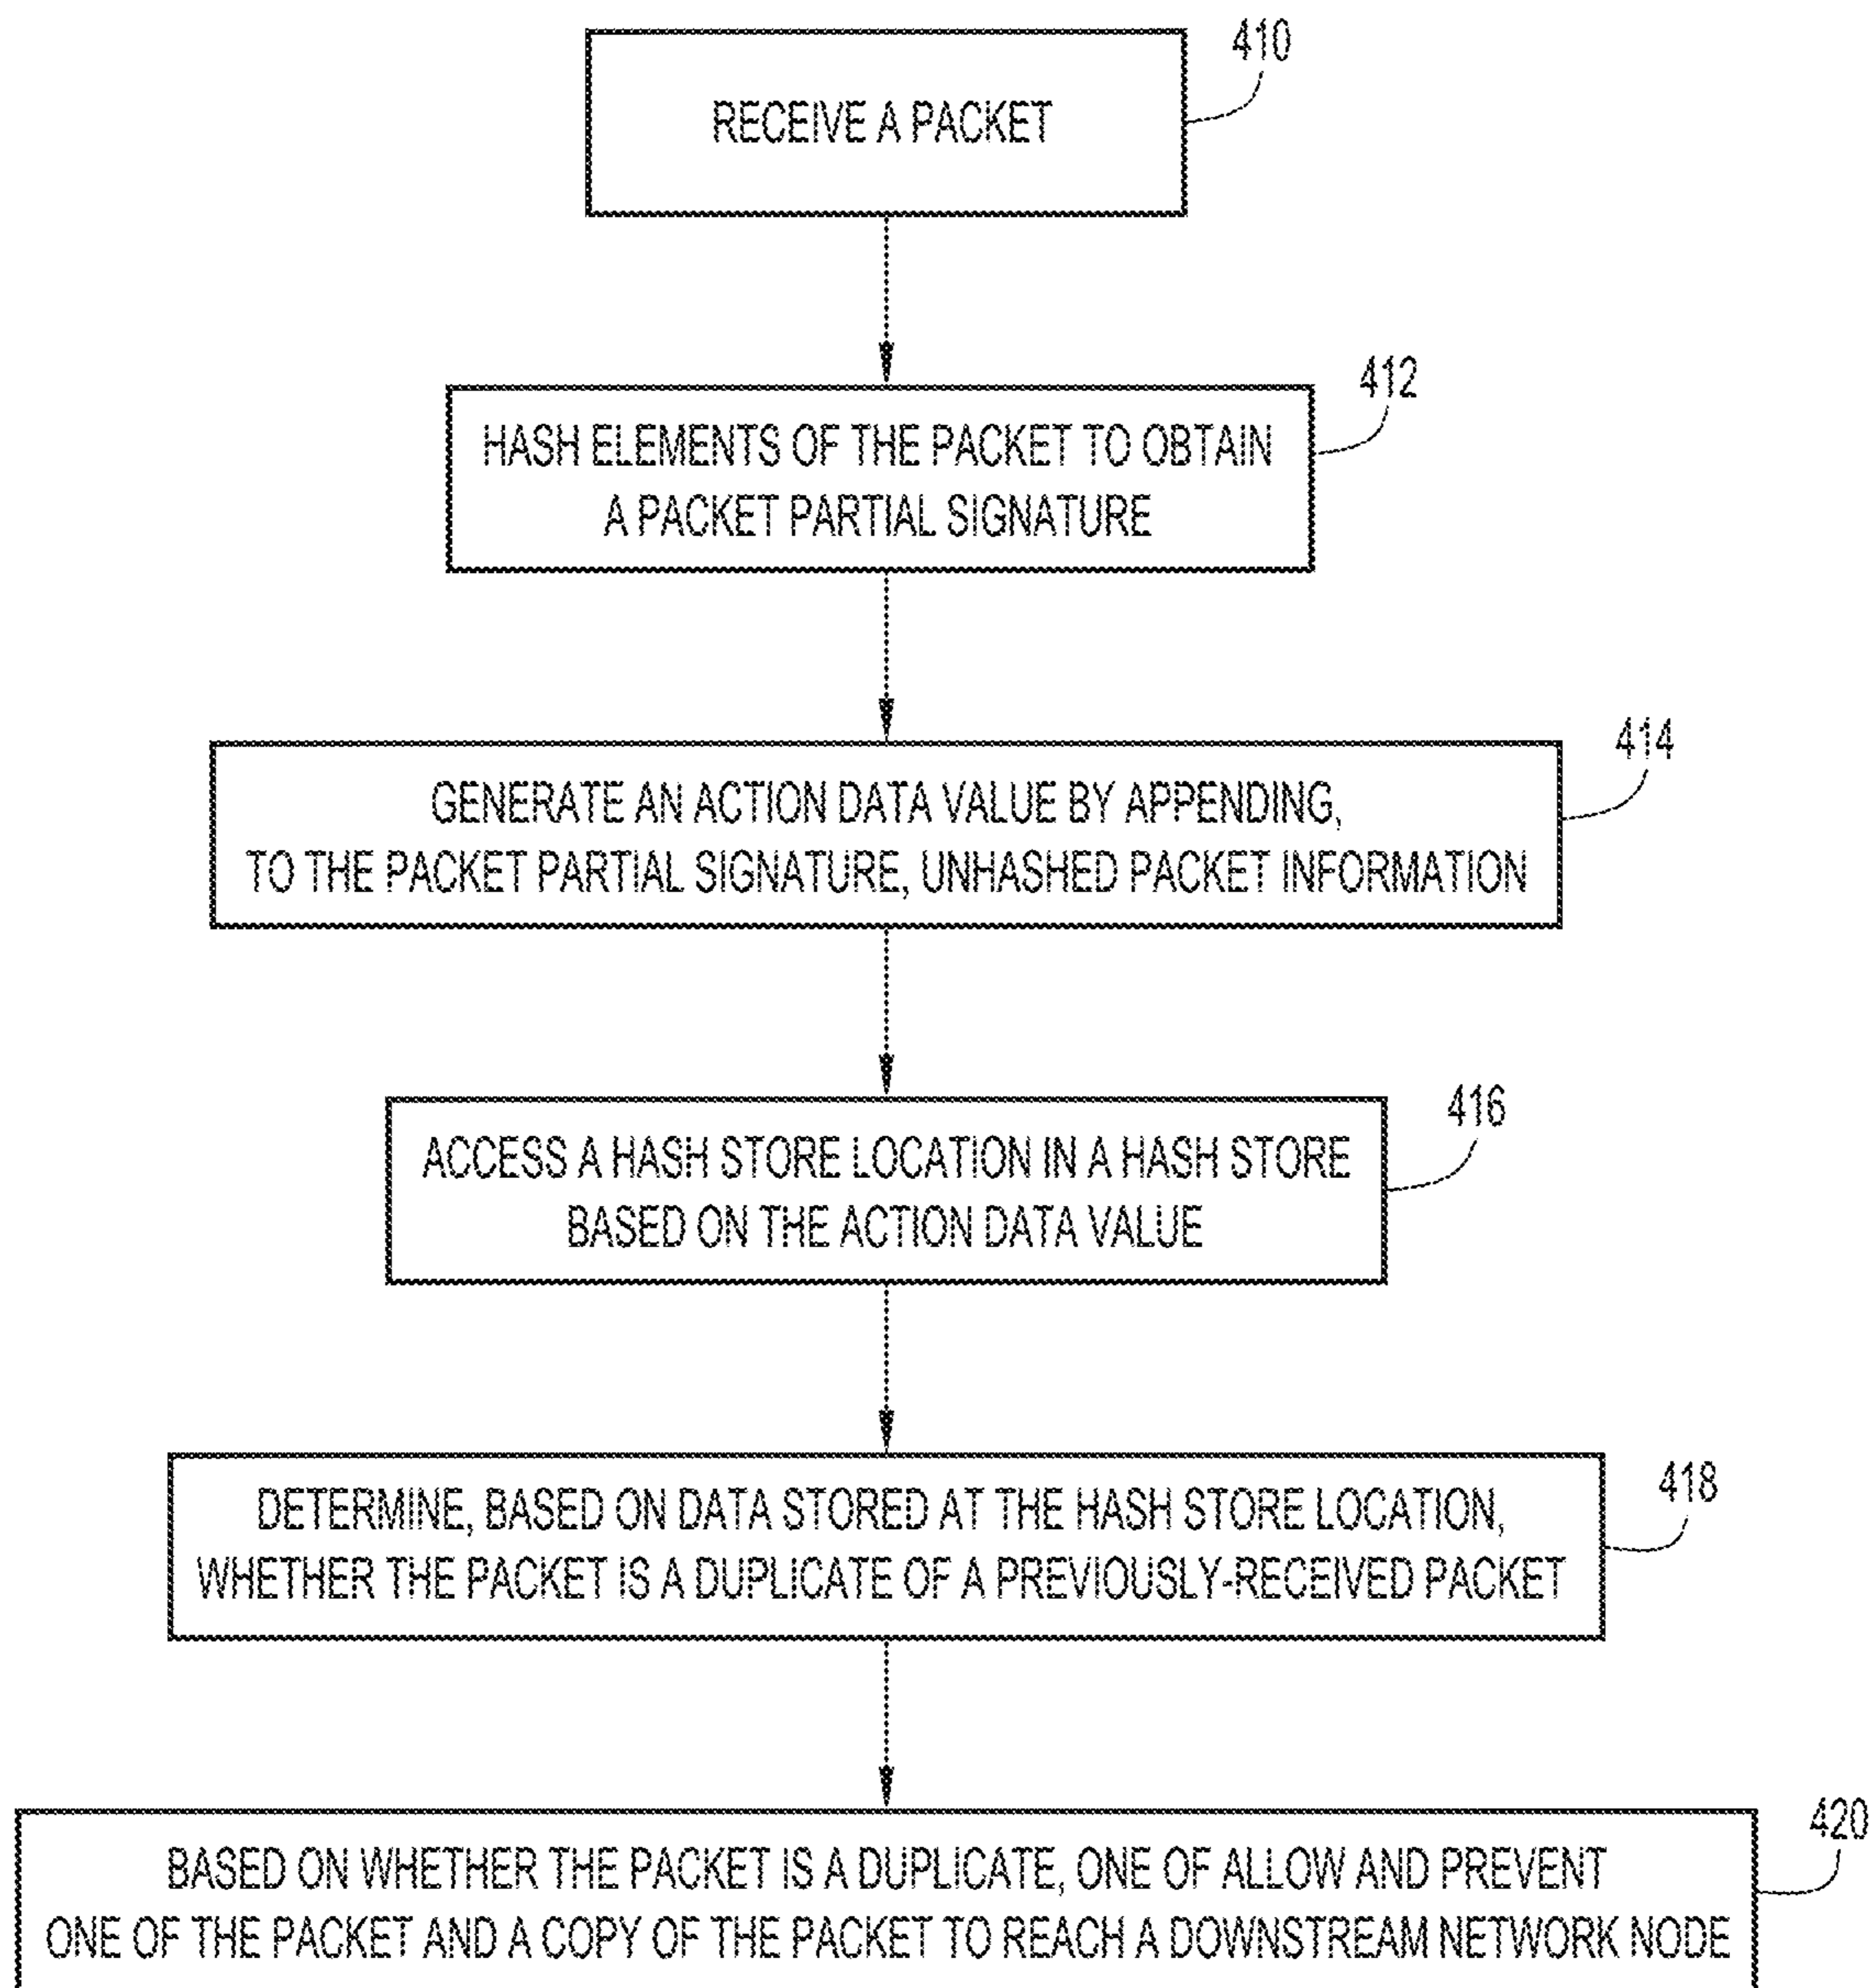 410
RECEIVE A PACKET
412
HASH ELEMENTS OF THE PACKET TO OBTAIN
A PACKET PARTIAL SIGNATURE
414
GENERATE AN ACTION DATA VALUE BY APPENDING,
TO THE PACKET PARTIAL SIGNATURE, UNHASHED PACKET INFORMATION
416
ACCESS A HASH STORE LOCATION IN A HASH STORE
BASED ON THE ACTION DATA VALUE
418
DETERMINE, BASED ON DATA STORED AT THE HASH STORE LOCATION,
WHETHER THE PACKET IS A DUPLICATE OF A PREVIOUSLY-RECEIVED PACKET
420
BASED ON WHETHER THE PACKET IS A DUPLICATE, ONE OF ALLOW AND PREVENT
ONE OF THE PACKET AND A COPY OF THE PACKET TO REACH A DOWNSTREAM NETWORK NODE